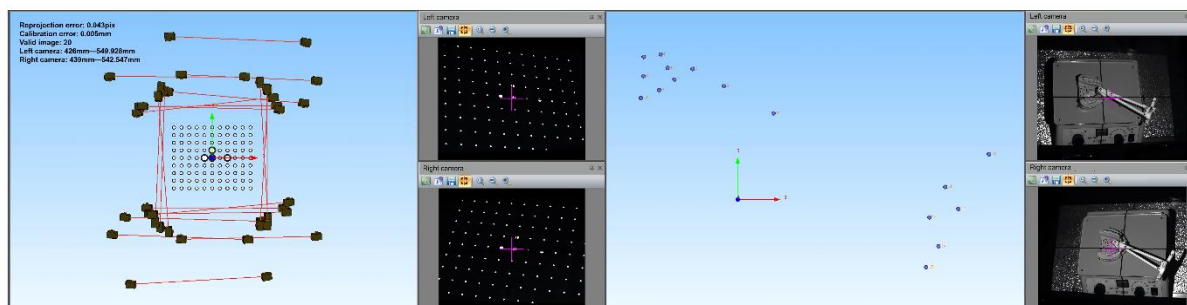 Reprojection error: 0.043pix
Calibration error: 0.005mm
Valid image: 20
Left camera: 426mm—549.928mm
Right camera: 439mm—542.547mm
Left camera
Right camera
Left camera
Right camera